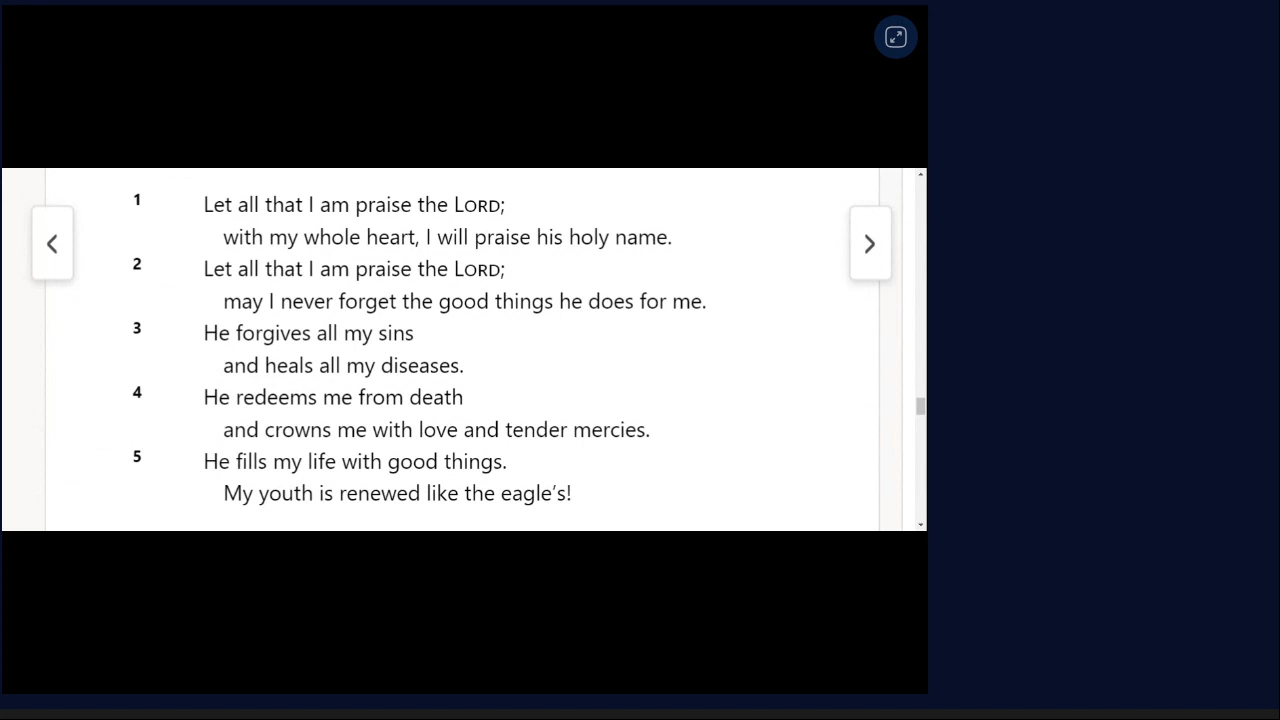 1 Let all that I am praise the LORD;
with my whole heart, I will praise his holy name.
2 Let all that I am praise the LORD;
may I never forget the good things he does for me.
3 He forgives all my sins
and heals all my diseases.
4 He redeems me from death
and crowns me with love and tender mercies.
5 He fills my life with good things.
My youth is renewed like the eagle’s!